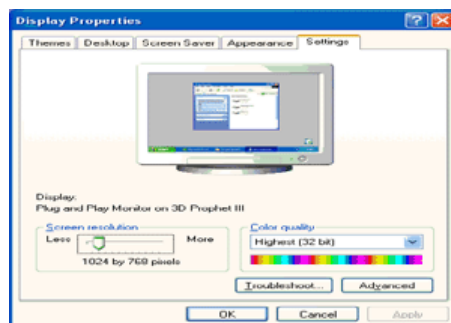 Display Properties
Themes Desktop Screen Saver Appearance Settings
Display:
Plug and Play Monitor on 3D Prophet III
Screen resolution
Less More
1024 by 768 pixels
Color quality
Highest (32 bit)
Troubleshoot... Advanced
OK Cancel Apply